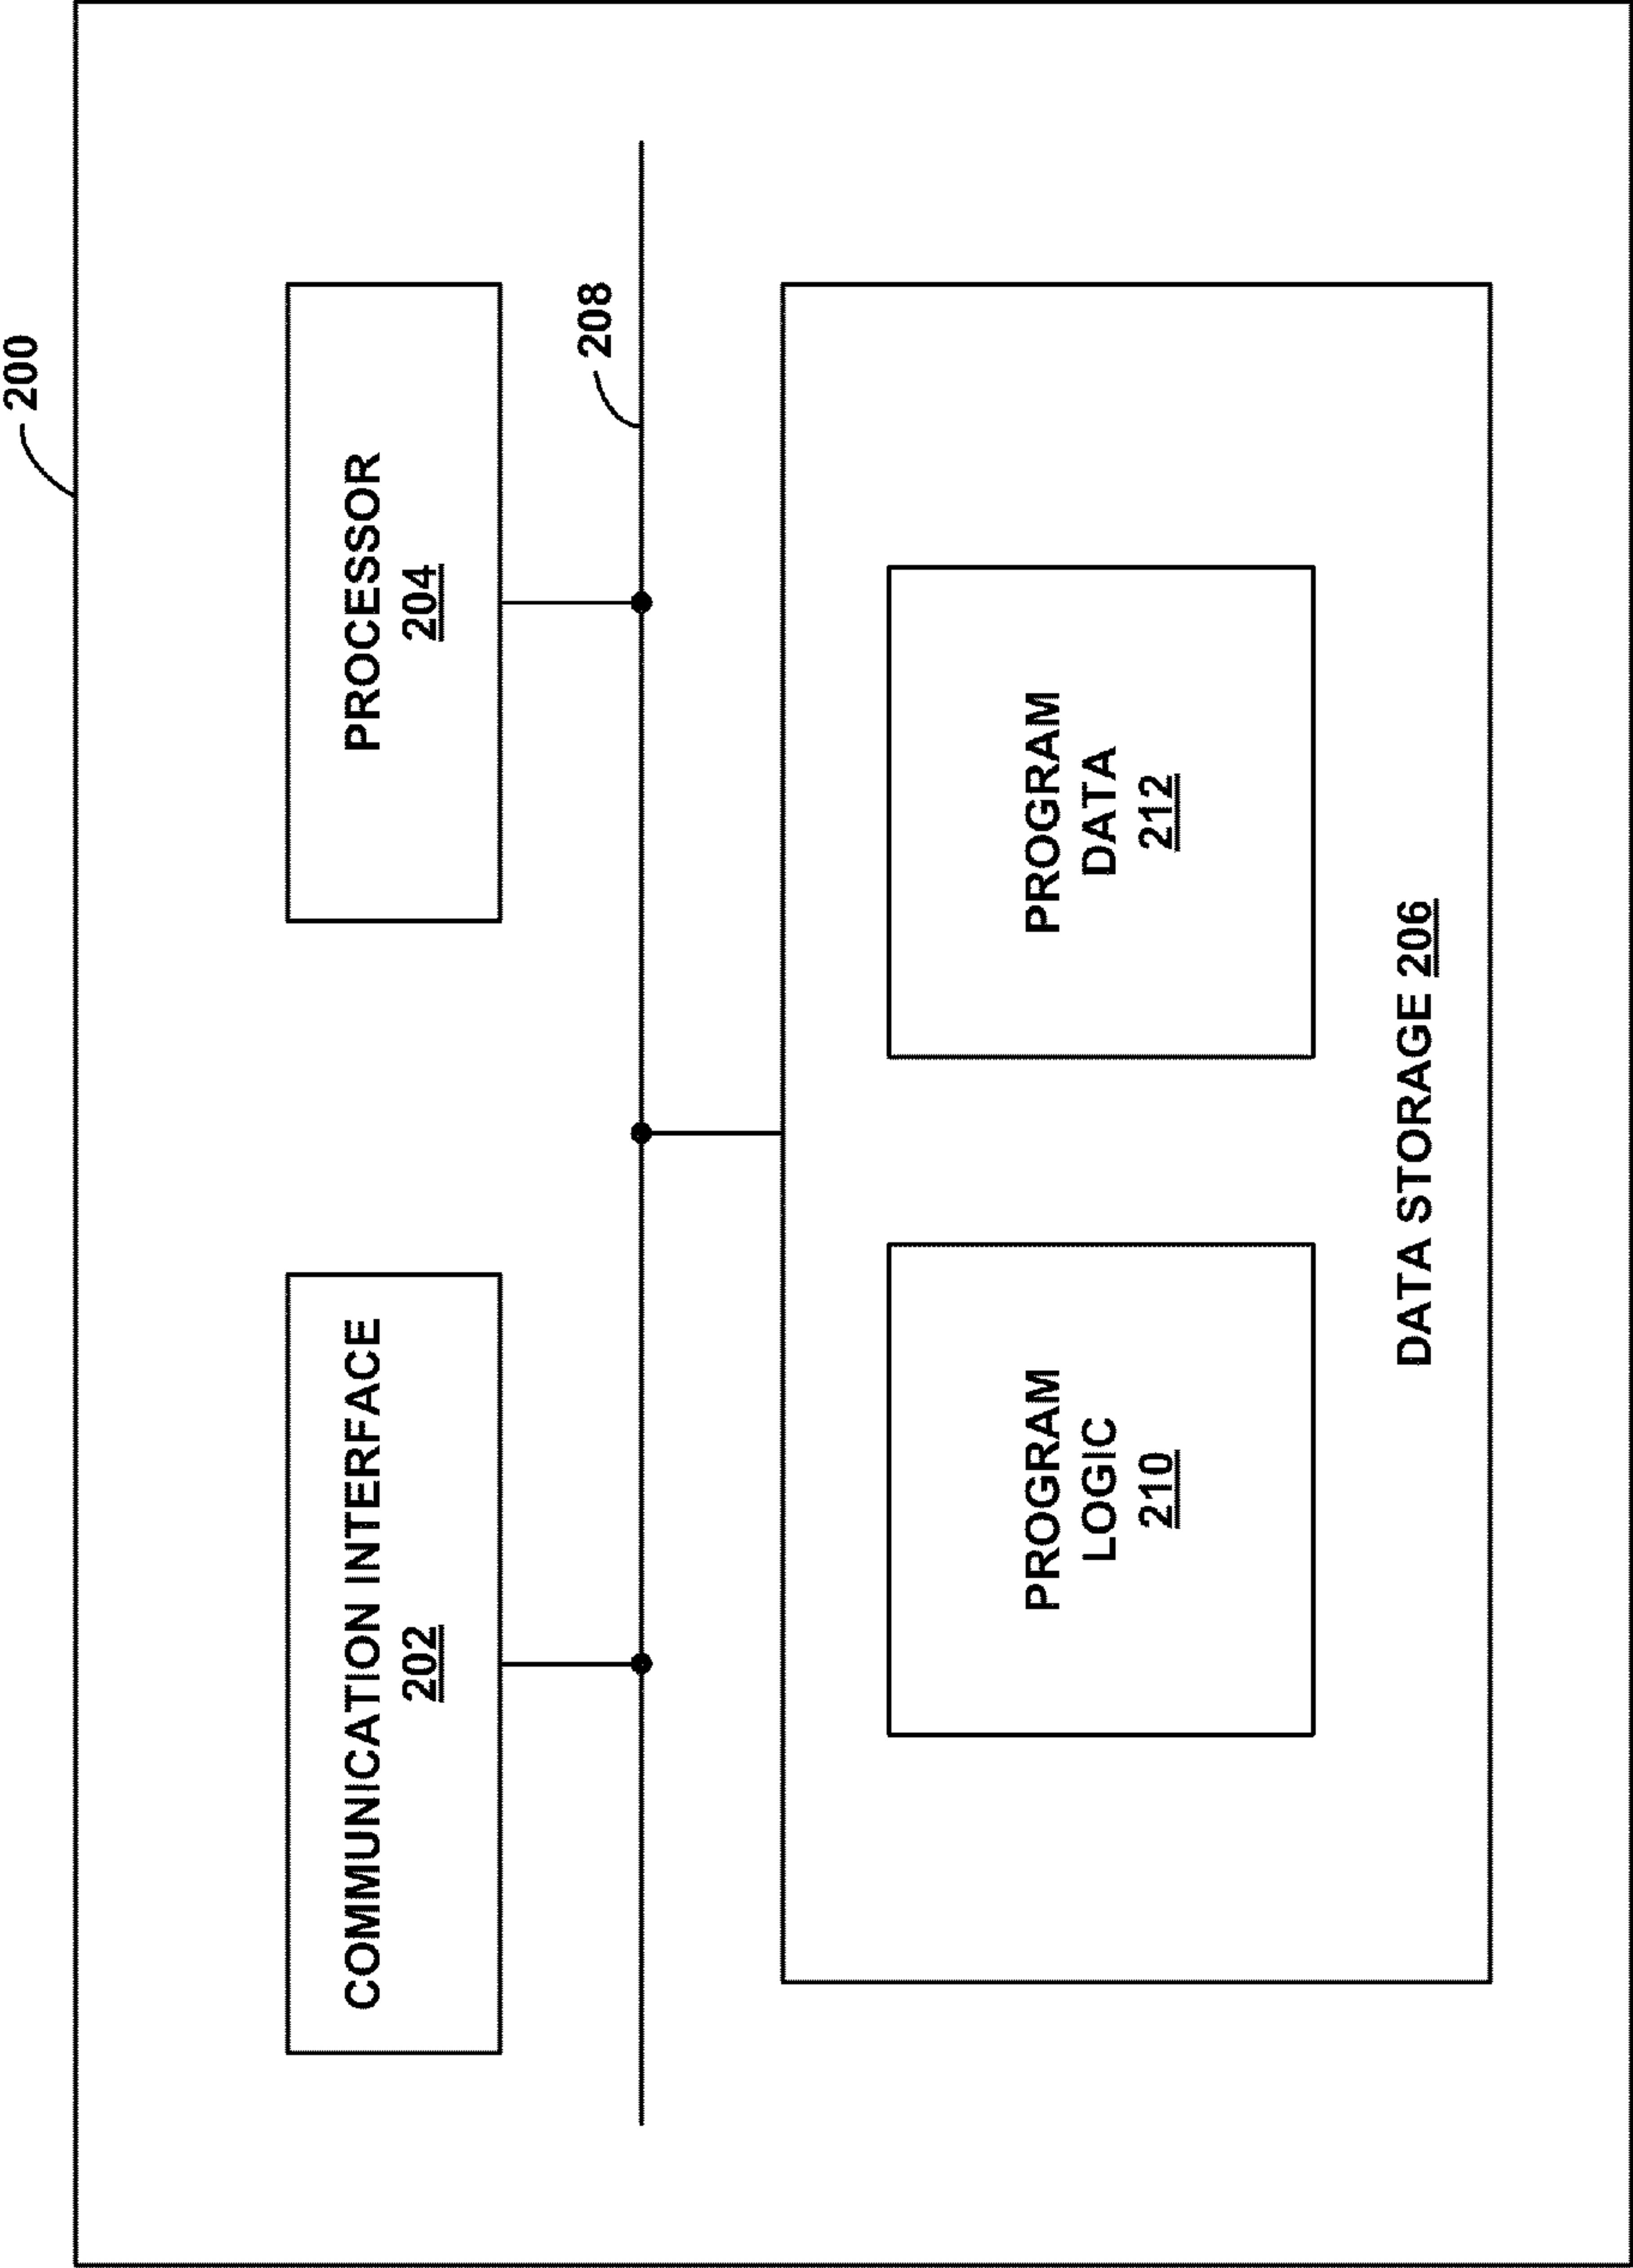 200
COMMUNICATION INTERFACE
202
PROCESSOR
204
208
PROGRAM
LOGIC
210
PROGRAM
DATA
212
DATA STORAGE 206